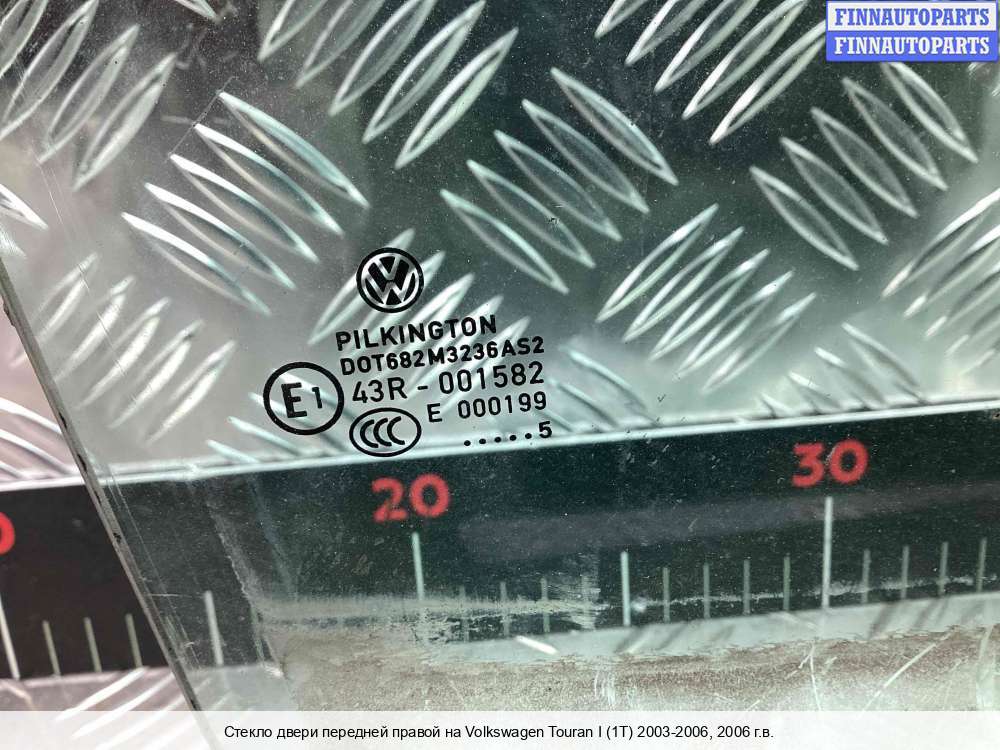 FINNAUTOPARTS
FINNAUTOPARTS
PILKINGTON
DOT682M3236AS2
E1 43R - 001582
E 000199
CCC
.....5
20
30
0
Стекло двери передней правой на Volkswagen Touran I (1T) 2003-2006, 2006 г.в.